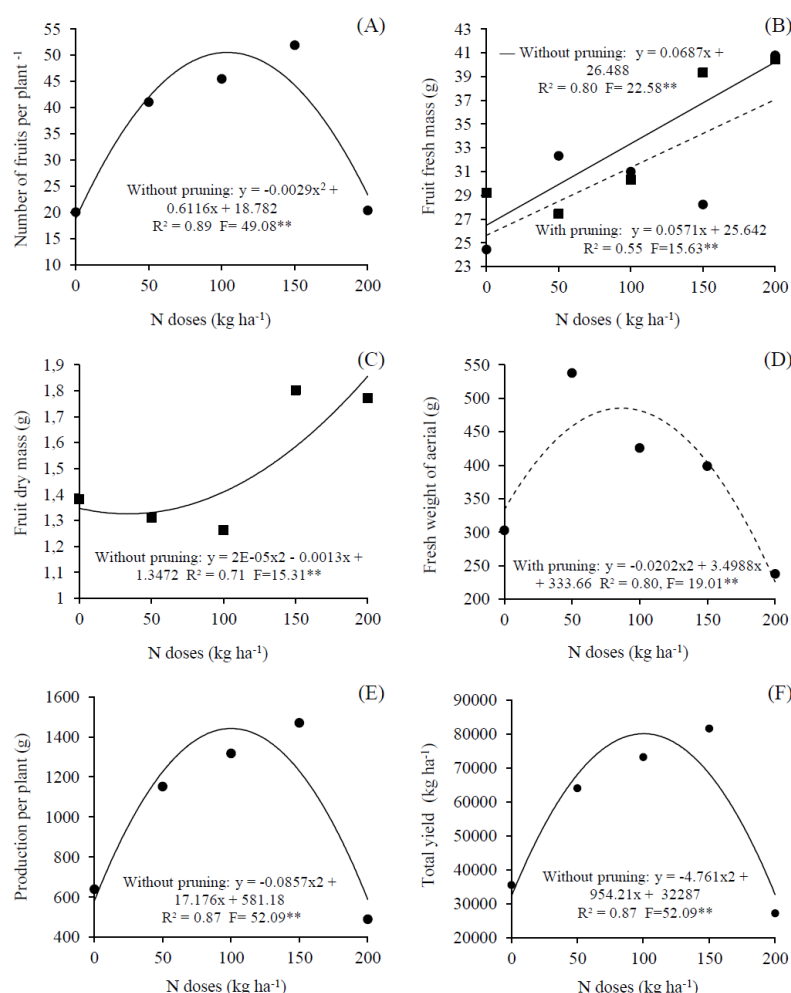 (A)
Number of fruits per plant ⁻¹
55
50
45
40
35
30
25
20
15
10
Without pruning: y = -0.0029x² +
0.6116x + 18.782
R² = 0.89 F= 49.08**
0 50 100 150 200
N doses (kg ha⁻¹)
(B)
Fruit fresh mass (g)
43
41
39
37
35
33
31
29
27
25
23
Without pruning: y = 0.0687x +
26.488
R² = 0.80 F= 22.58**
With pruning: y = 0.0571x + 25.642
R² = 0.55 F=15.63**
0 50 100 150 200
N doses ( kg ha⁻¹)
(C)
Fruit dry mass (g)
1,9
1,8
1,7
1,6
1,5
1,4
1,3
1,2
1,1
1
Without pruning: y = 2E-05x2 - 0.0013x +
1.3472 R² = 0.71 F=15.31**
0 50 100 150 200
N doses (kg ha⁻¹)
(D)
Fresh weight of aerial (g)
550
500
450
400
350
300
250
200
With pruning: y = -0.0202x2 + 3.4988x
+ 333.66 R² = 0.80, F= 19.01**
0 50 100 150 200
N doses (kg ha⁻¹)
(E)
Production per plant (g)
1600
1400
1200
1000
800
600
400
Without pruning: y = -0.0857x2 +
17.176x + 581.18
R² = 0.87 F= 52.09**
0 50 100 150 200
N doses (kg ha⁻¹)
(F)
Total yield (kg ha⁻¹)
90000
80000
70000
60000
50000
40000
30000
20000
Without pruning: y = -4.761x2 +
954.21x + 32287
R² = 0.87 F=52.09**
0 50 100 150 200
N doses (kg ha⁻¹)